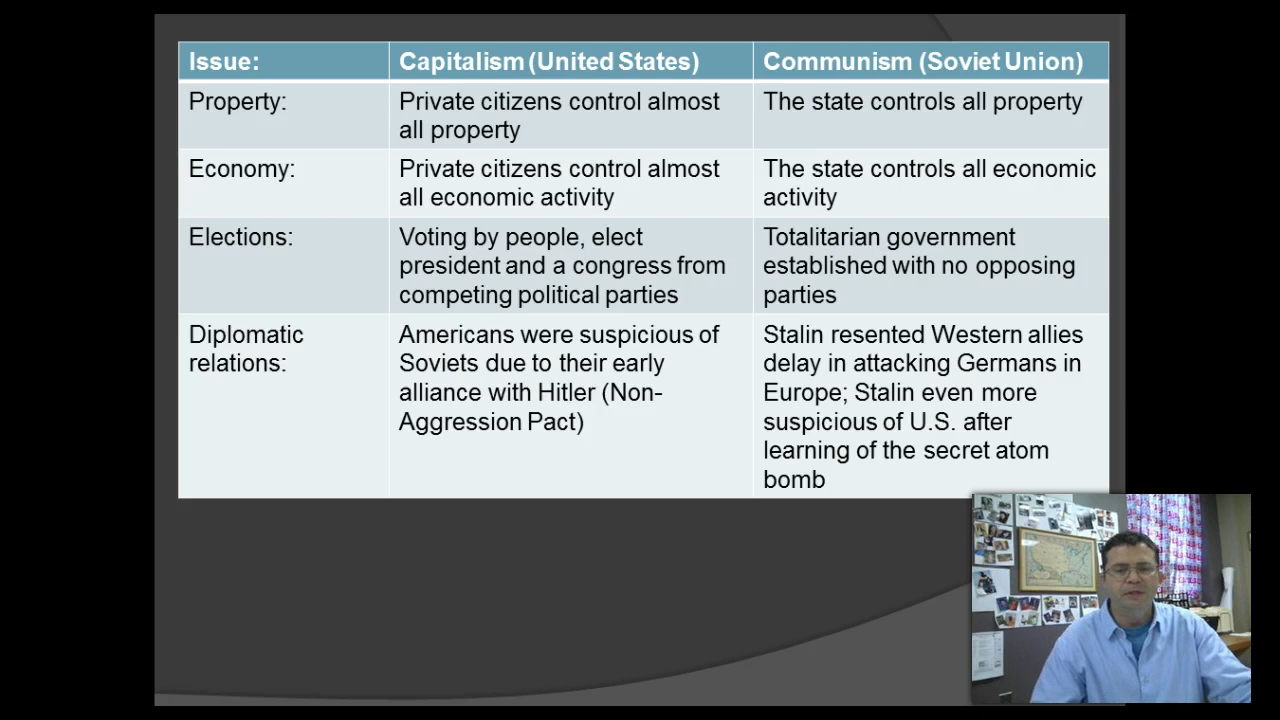 Issue:
Capitalism (United States)
Communism (Soviet Union)
Property:
Private citizens control almost
all property
The state controls all property
Economy:
Private citizens control almost
all economic activity
The state controls all economic
activity
Elections:
Voting by people, elect
president and a congress from
competing political parties
Totalitarian government
established with no opposing
parties
Diplomatic
relations:
Americans were suspicious of
Soviets due to their early
alliance with Hitler (Non-
Aggression Pact)
Stalin resented Western allies
delay in attacking Germans in
Europe; Stalin even more
suspicious of U.S. after
learning of the secret atom
bomb